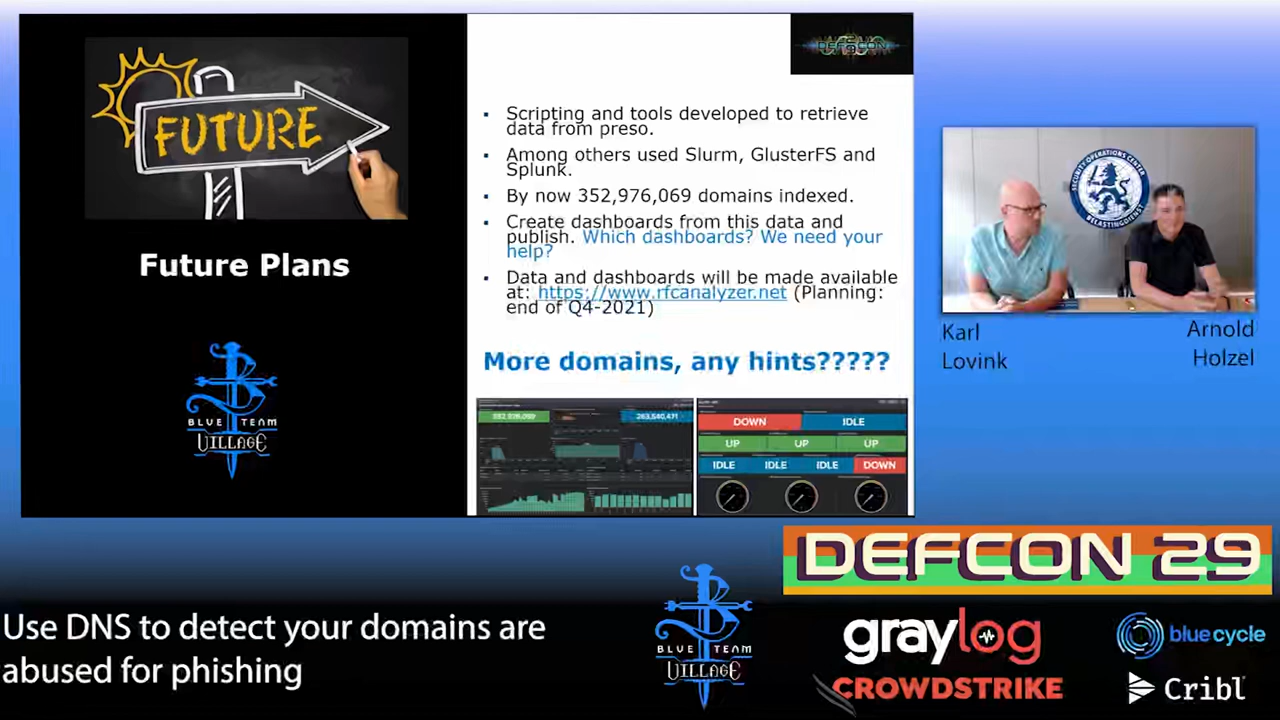 FUTURE
Future Plans
BLUE TEAM
VILLAGE
DEFCON
Scripting and tools developed to retrieve
data from preso.
Among others used Slurm, GlusterFS and
Splunk.
By now 352,976,069 domains indexed.
Create dashboards from this data and
publish. Which dashboards? We need your
help?
Data and dashboards will be made available
at: https://www.rfcanalyzer.net (Planning:
end of Q4-2021)
More domains, any hints?????
DOWN IDLE
UP UP UP
IDLE IDLE IDLE DOWN
SECURITY OPERATIONS CENTER
BELASTINGDIENST
Karl
Lovink
Arnold
Holzel
DEFCON 29
Use DNS to detect your domains are
abused for phishing
BLUE TEAM
VILLAGE
graylog
CROWDSTRIKE
blue cycle
Cribl